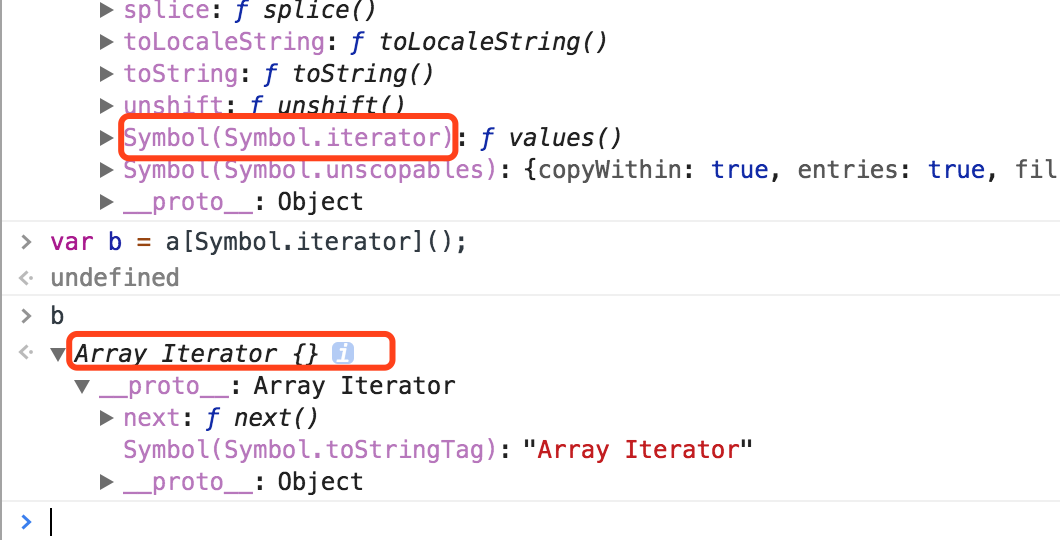 splice: ƒ splice()
toLocaleString: ƒ toLocaleString()
toString: ƒ toString()
unshift: ƒ unshift()
Symbol(Symbol.iterator): ƒ values()
Symbol(Symbol.unscopables): {copyWithin: true, entries: true, fil
__proto__: Object
var b = a[Symbol.iterator]();
undefined
b
Array Iterator {} i
__proto__: Array Iterator
next: ƒ next()
Symbol(Symbol.toStringTag): "Array Iterator"
__proto__: Object